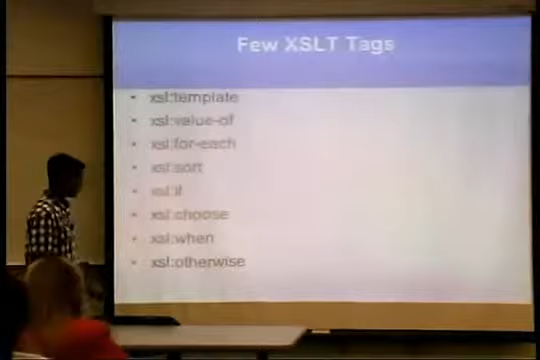 Few XSLT Tags
• xsl:template
• xsl:value-of
• xsl:for-each
• xsl:sort
• xsl:if
• xsl:choose
• xsl:when
• xsl:otherwise